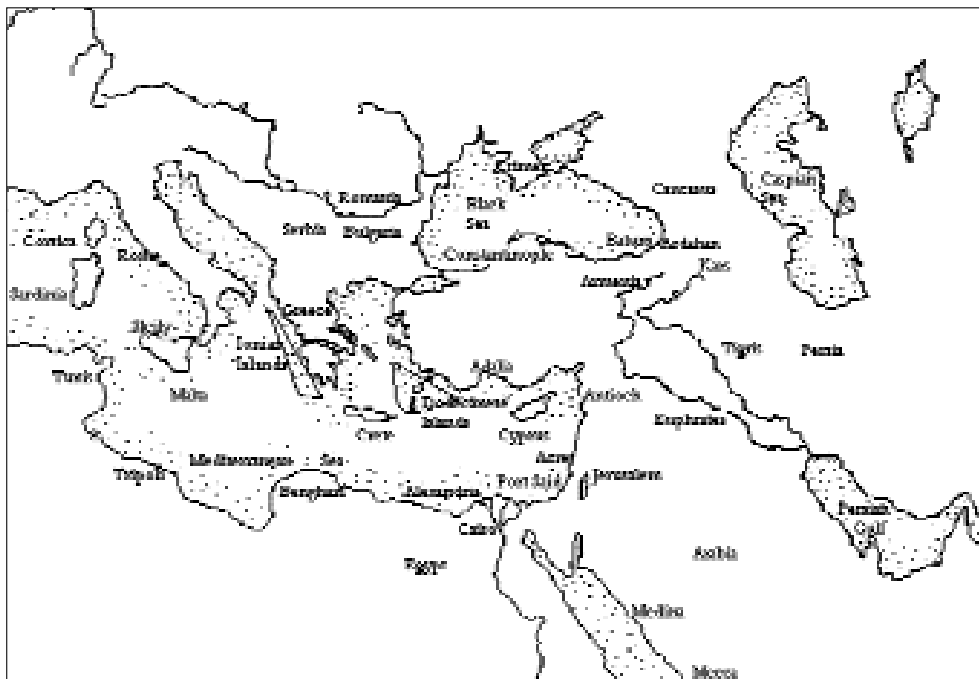 Crimea
Romania
Caucasus
Caspian
Sea
Black
Sea
Serbia
Bulgaria
Corsica
Rome
Constantinople
Batum
Ardahan
Kars
Armenia
Sardinia
Greece
Sicily
Ionian
Islands
Tigris
Persia
Tunis
Malta
Adalia
Antioch
Dodecanese
Islands
Crete
Cyprus
Euphrates
Acre
Mediterranean Sea
Tripoli
Port Said
Jerusalem
Benghazi
Alexandria
Persian
Gulf
Cairo
Egypt
Arabia
Medina
Mecca